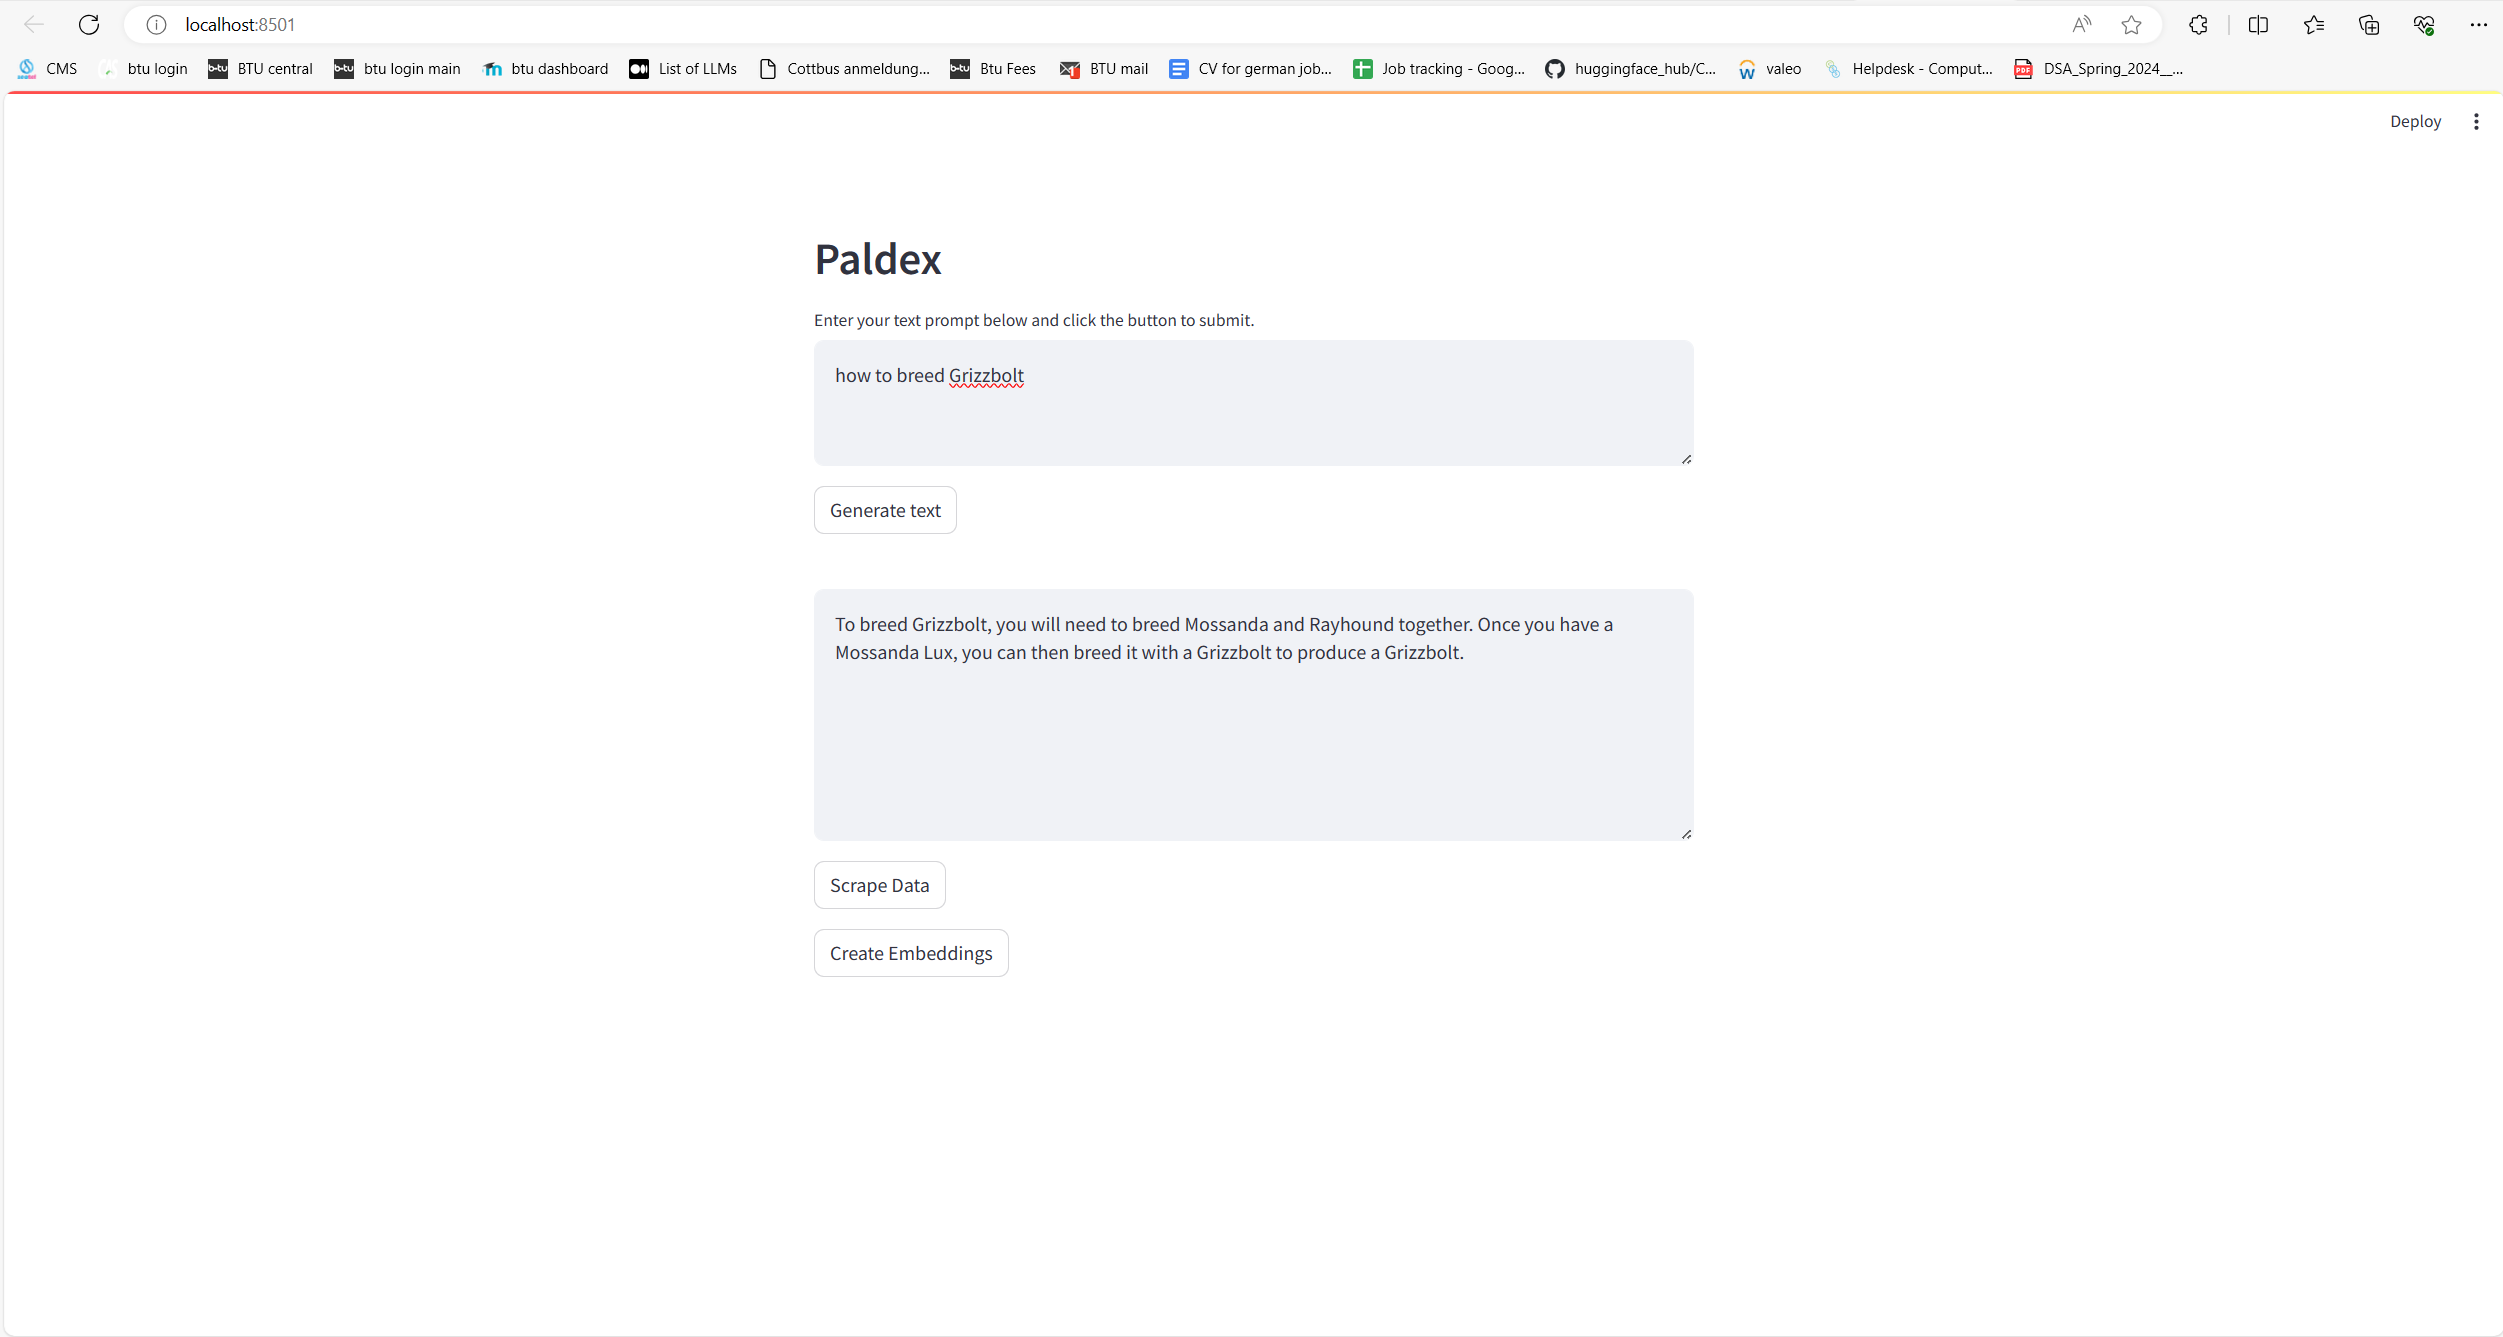 localhost:8501
CMS btu login BTU central btu login main btu dashboard List of LLMs Cottbus anmeldung... Btu Fees BTU mail CV for german job... Job tracking - Goog... huggingface_hub/C... valeo Helpdesk - Comput... DSA_Spring_2024__...
Deploy
Paldex
Enter your text prompt below and click the button to submit.
how to breed Grizzbolt
Generate text
To breed Grizzbolt, you will need to breed Mossanda and Rayhound together. Once you have a
Mossanda Lux, you can then breed it with a Grizzbolt to produce a Grizzbolt.
Scrape Data
Create Embeddings